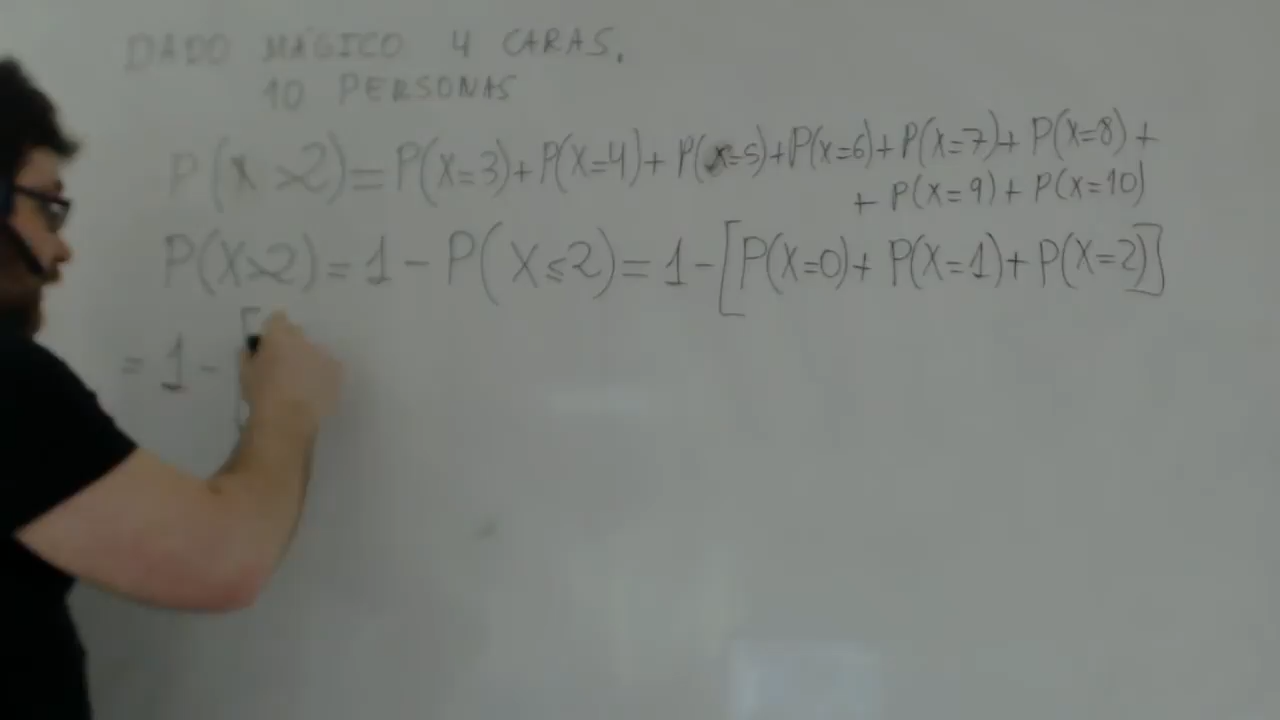 DADO MÁGICO 4 CARAS.
10 PERSONAS
P(X>2)=P(X=3)+P(X=4)+P(X=5)+P(X=6)+P(X=7)+P(X=8)+
+P(X=9)+P(X=10)
P(X>2)=1-P(X≤2)=1-[P(X=0)+P(X=1)+P(X=2)]
=1-[